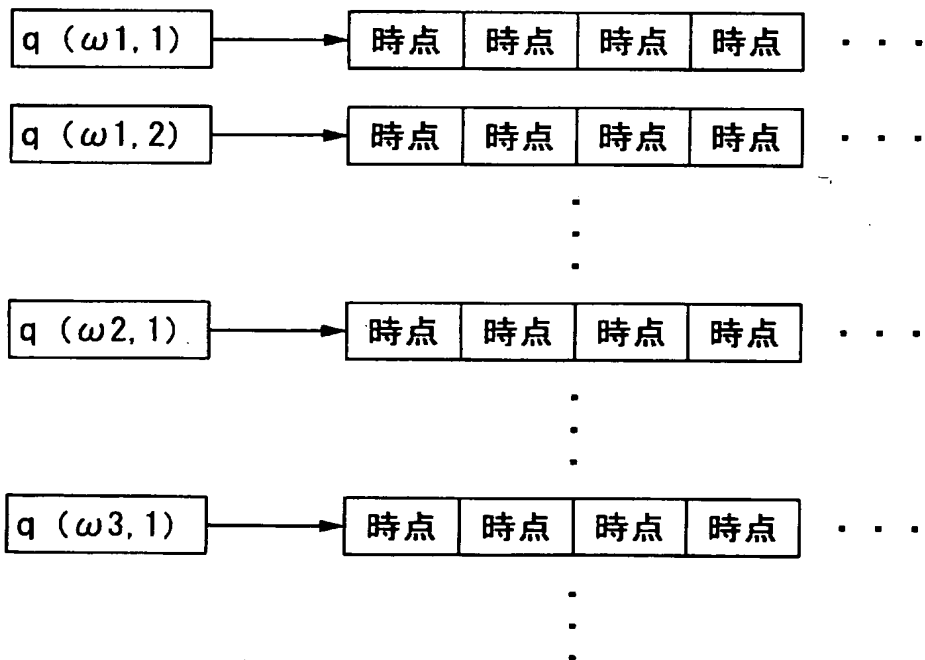 q (ω1,1) 時点 時点 時点 時点 ・・・
q (ω1,2) 時点 時点 時点 時点 ・・・
q (ω2,1) 時点 時点 時点 時点 ・・・
q (ω3,1) 時点 時点 時点 時点 ・・・